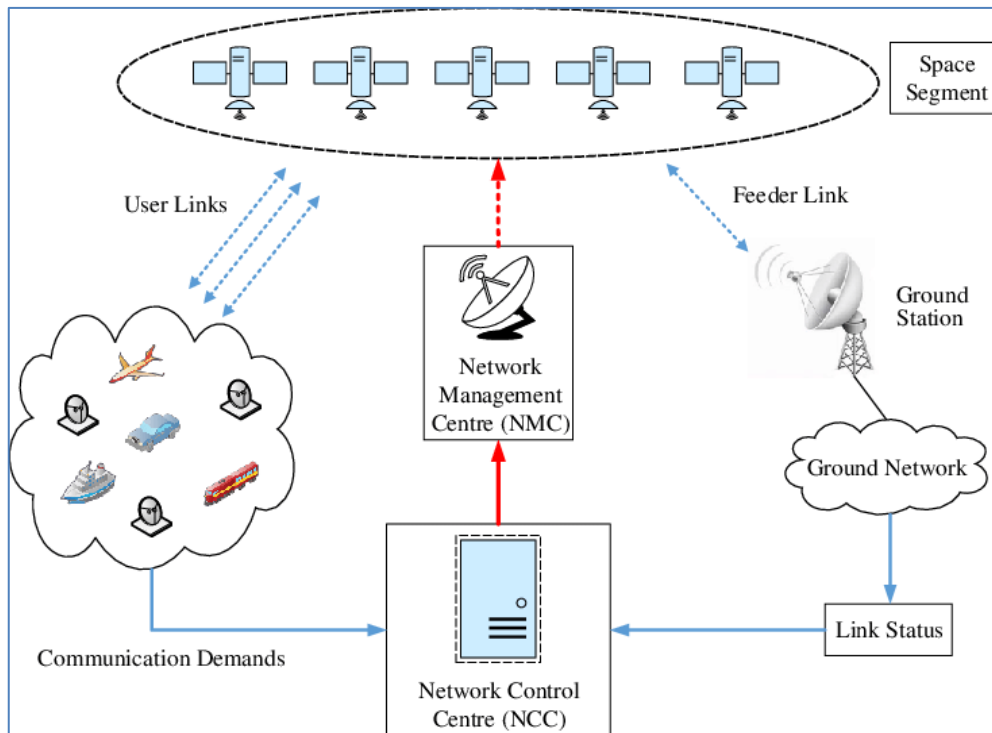 Space
Segment
User Links
Feeder Link
Ground
Station
Network
Management
Centre (NMC)
Ground Network
Link Status
Communication Demands
Network Control
Centre (NCC)